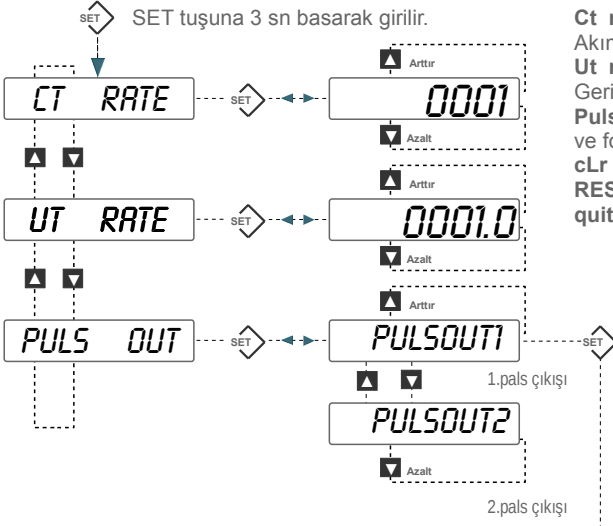 SET SET tuşuna 3 sn basarak girilir.
CT RATE
SET
Arttır
0001
Azalt
UT RATE
SET
Arttır
0001.0
Azalt
PULS OUT
SET
Arttır
PULSOUT1
SET
1.pals çıkışı
PULSOUT2
Azalt
2.pals çıkışı
Ct
Akın
Ut
Geri
Puls
ve fo
cLr
RES
quit